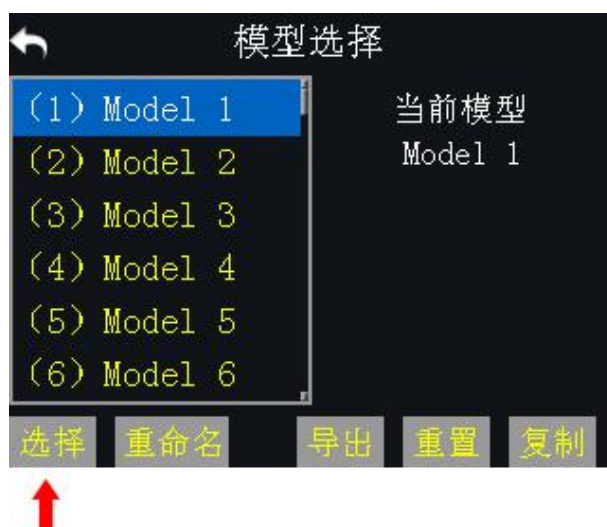 模型选择
(1) Model 1
(2) Model 2
(3) Model 3
(4) Model 4
(5) Model 5
(6) Model 6
当前模型
Model 1
选择 重命名 导出 重置 复制